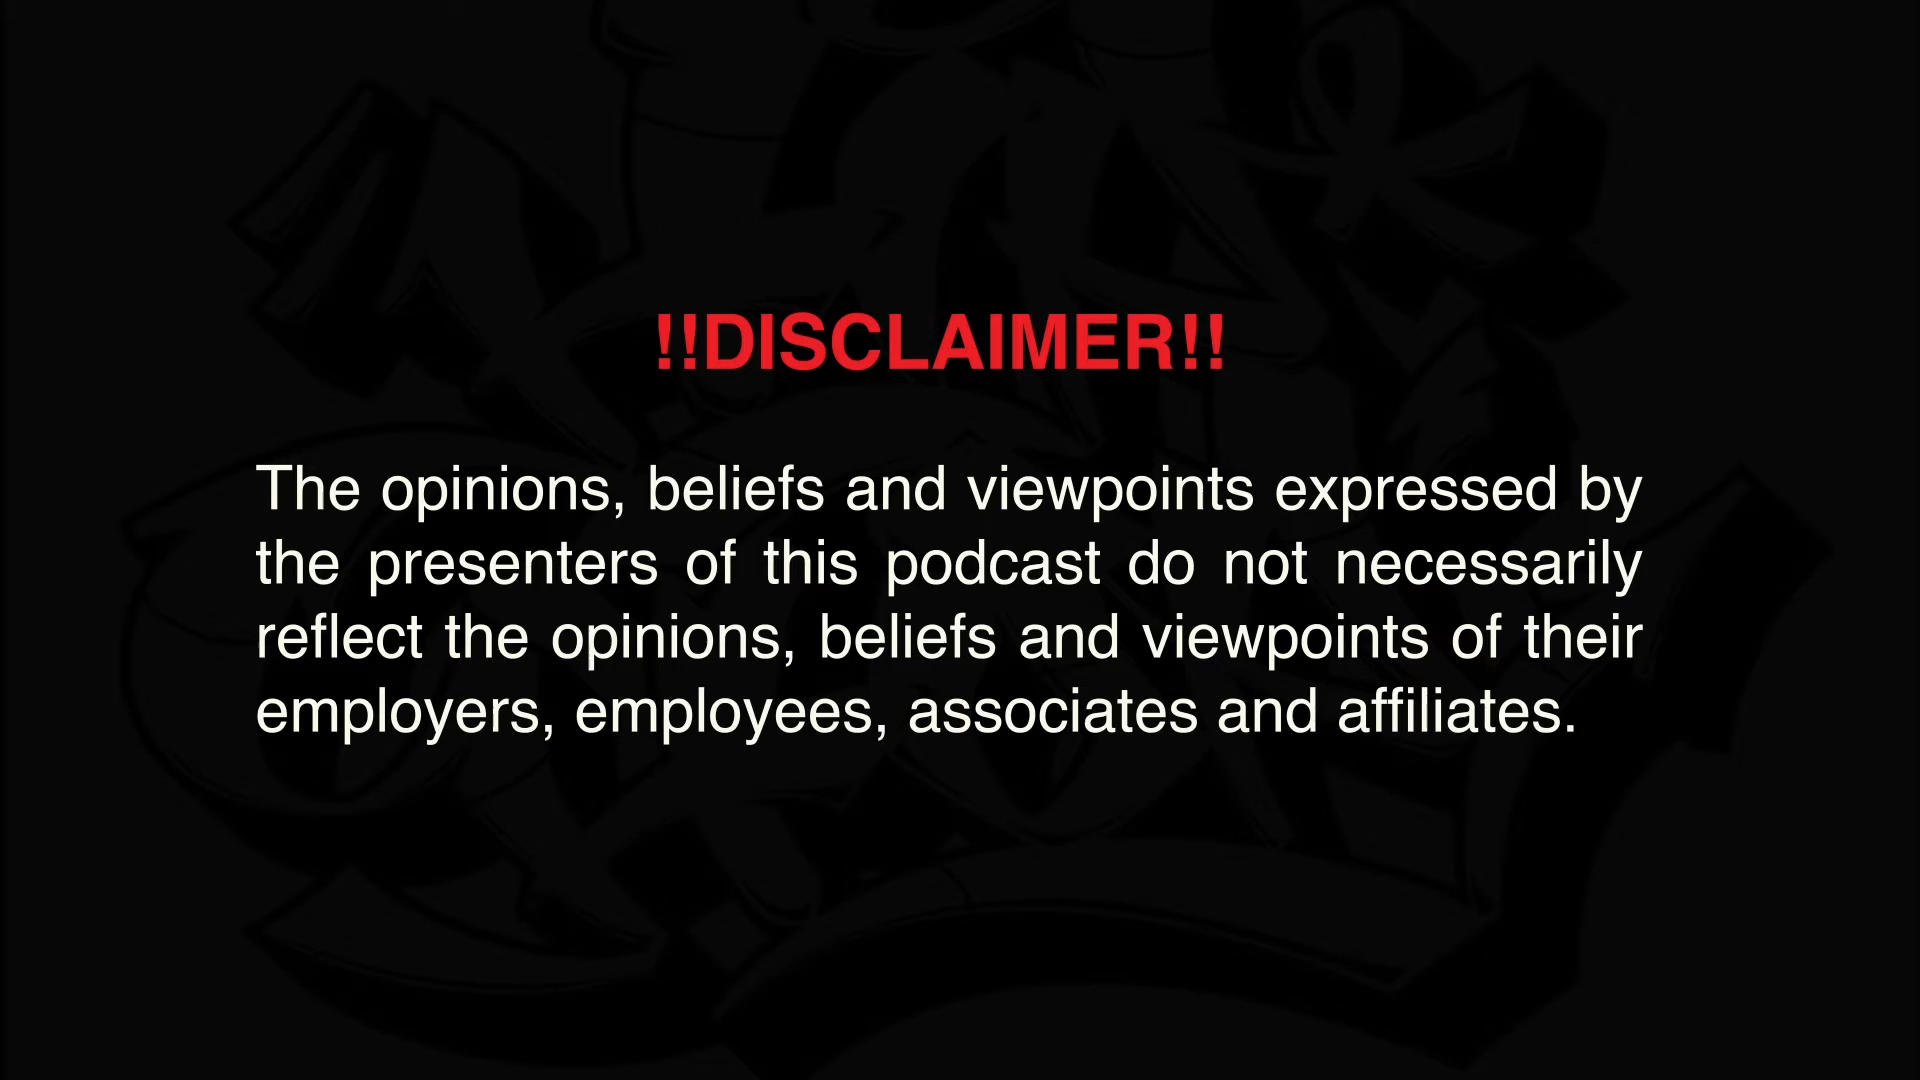 !!DISCLAIMER!!
The opinions, beliefs and viewpoints expressed by
the presenters of this podcast do not necessarily
reflect the opinions, beliefs and viewpoints of their
employers, employees, associates and affiliates.